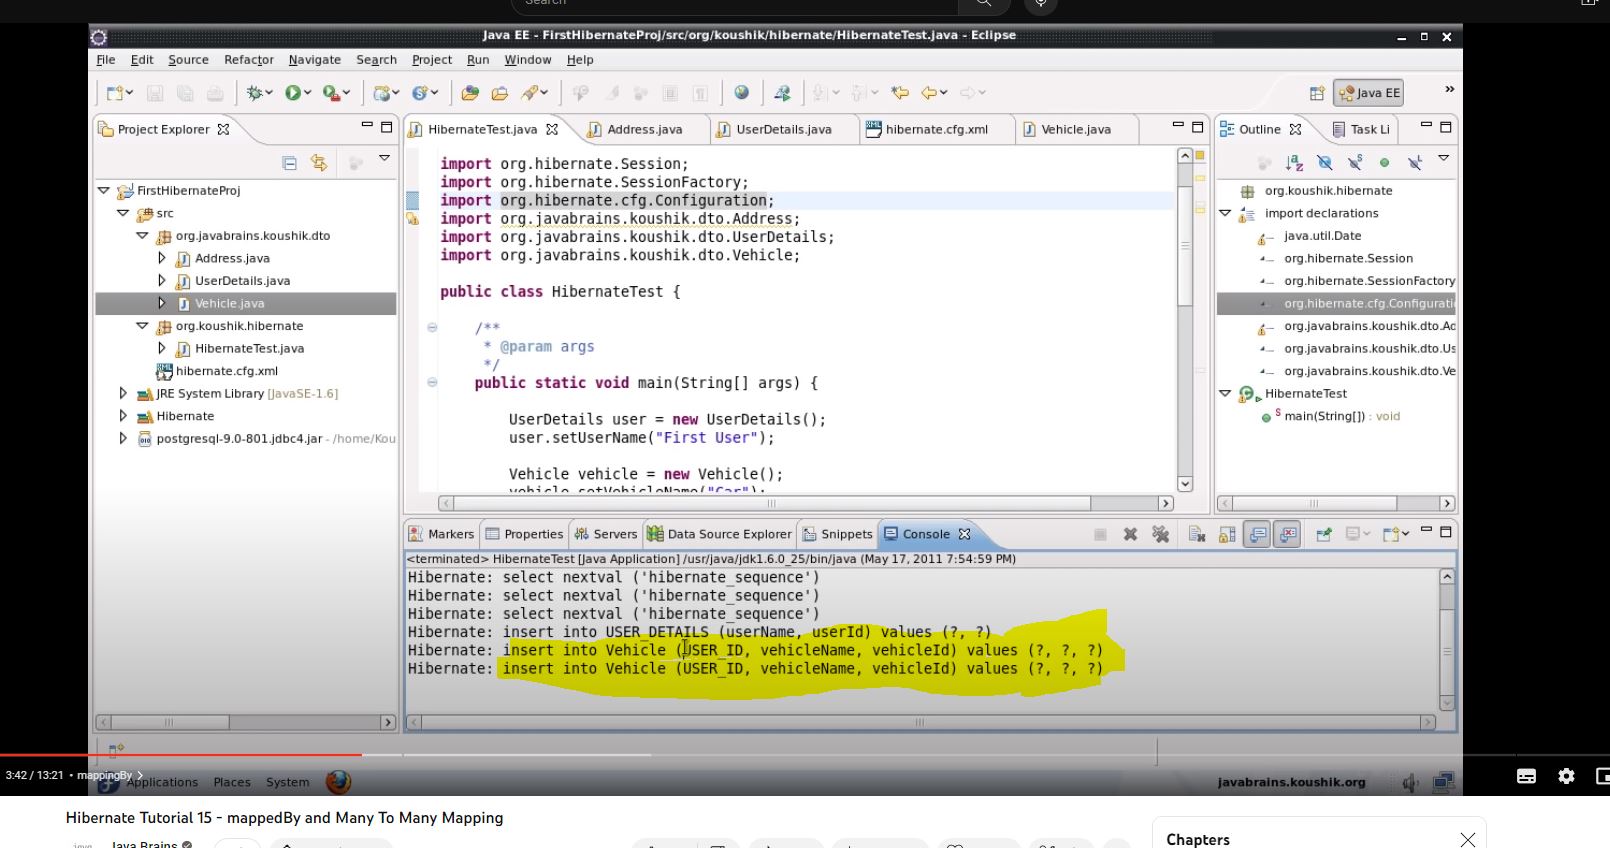 Search
Java EE - FirstHibernateProj/src/org/koushik/hibernate/HibernateTest.java - Eclipse
File Edit Source Refactor Navigate Search Project Run Window Help
Java EE
Project Explorer
FirstHibernateProj
src
org.javabrains.koushik.dto
Address.java
UserDetails.java
Vehicle.java
org.koushik.hibernate
HibernateTest.java
hibernate.cfg.xml
JRE System Library [JavaSE-1.6]
Hibernate
postgresql-9.0-801.jdbc4.jar - /home/Kou
HibernateTest.java Address.java UserDetails.java hibernate.cfg.xml Vehicle.java
import org.hibernate.Session;
import org.hibernate.SessionFactory;
import org.hibernate.cfg.Configuration;
import org.javabrains.koushik.dto.Address;
import org.javabrains.koushik.dto.UserDetails;
import org.javabrains.koushik.dto.Vehicle;
public class HibernateTest {
/**
* @param args
*/
public static void main(String[] args) {
UserDetails user = new UserDetails();
user.setUserName("First User");
Vehicle vehicle = new Vehicle();
vehicle.setVehicleName("Car");
Outline Task Li
org.koushik.hibernate
import declarations
java.util.Date
org.hibernate.Session
org.hibernate.SessionFactory
org.hibernate.cfg.Configurati
org.javabrains.koushik.dto.Ad
org.javabrains.koushik.dto.Us
org.javabrains.koushik.dto.Ve
HibernateTest
main(String[]) : void
Markers Properties Servers Data Source Explorer Snippets Console
<terminated> HibernateTest [Java Application] /usr/java/jdk1.6.0_25/bin/java (May 17, 2011 7:54:59 PM)
Hibernate: select nextval ('hibernate_sequence')
Hibernate: select nextval ('hibernate_sequence')
Hibernate: select nextval ('hibernate_sequence')
Hibernate: insert into USER_DETAILS (userName, userId) values (?, ?)
Hibernate: insert into Vehicle (USER_ID, vehicleName, vehicleId) values (?, ?, ?)
Hibernate: insert into Vehicle (USER_ID, vehicleName, vehicleId) values (?, ?, ?)
3:42 / 13:21 • mappingBy
Applications Places System
javabrains.koushik.org
Hibernate Tutorial 15 - mappedBy and Many To Many Mapping
Java Brains
Chapters